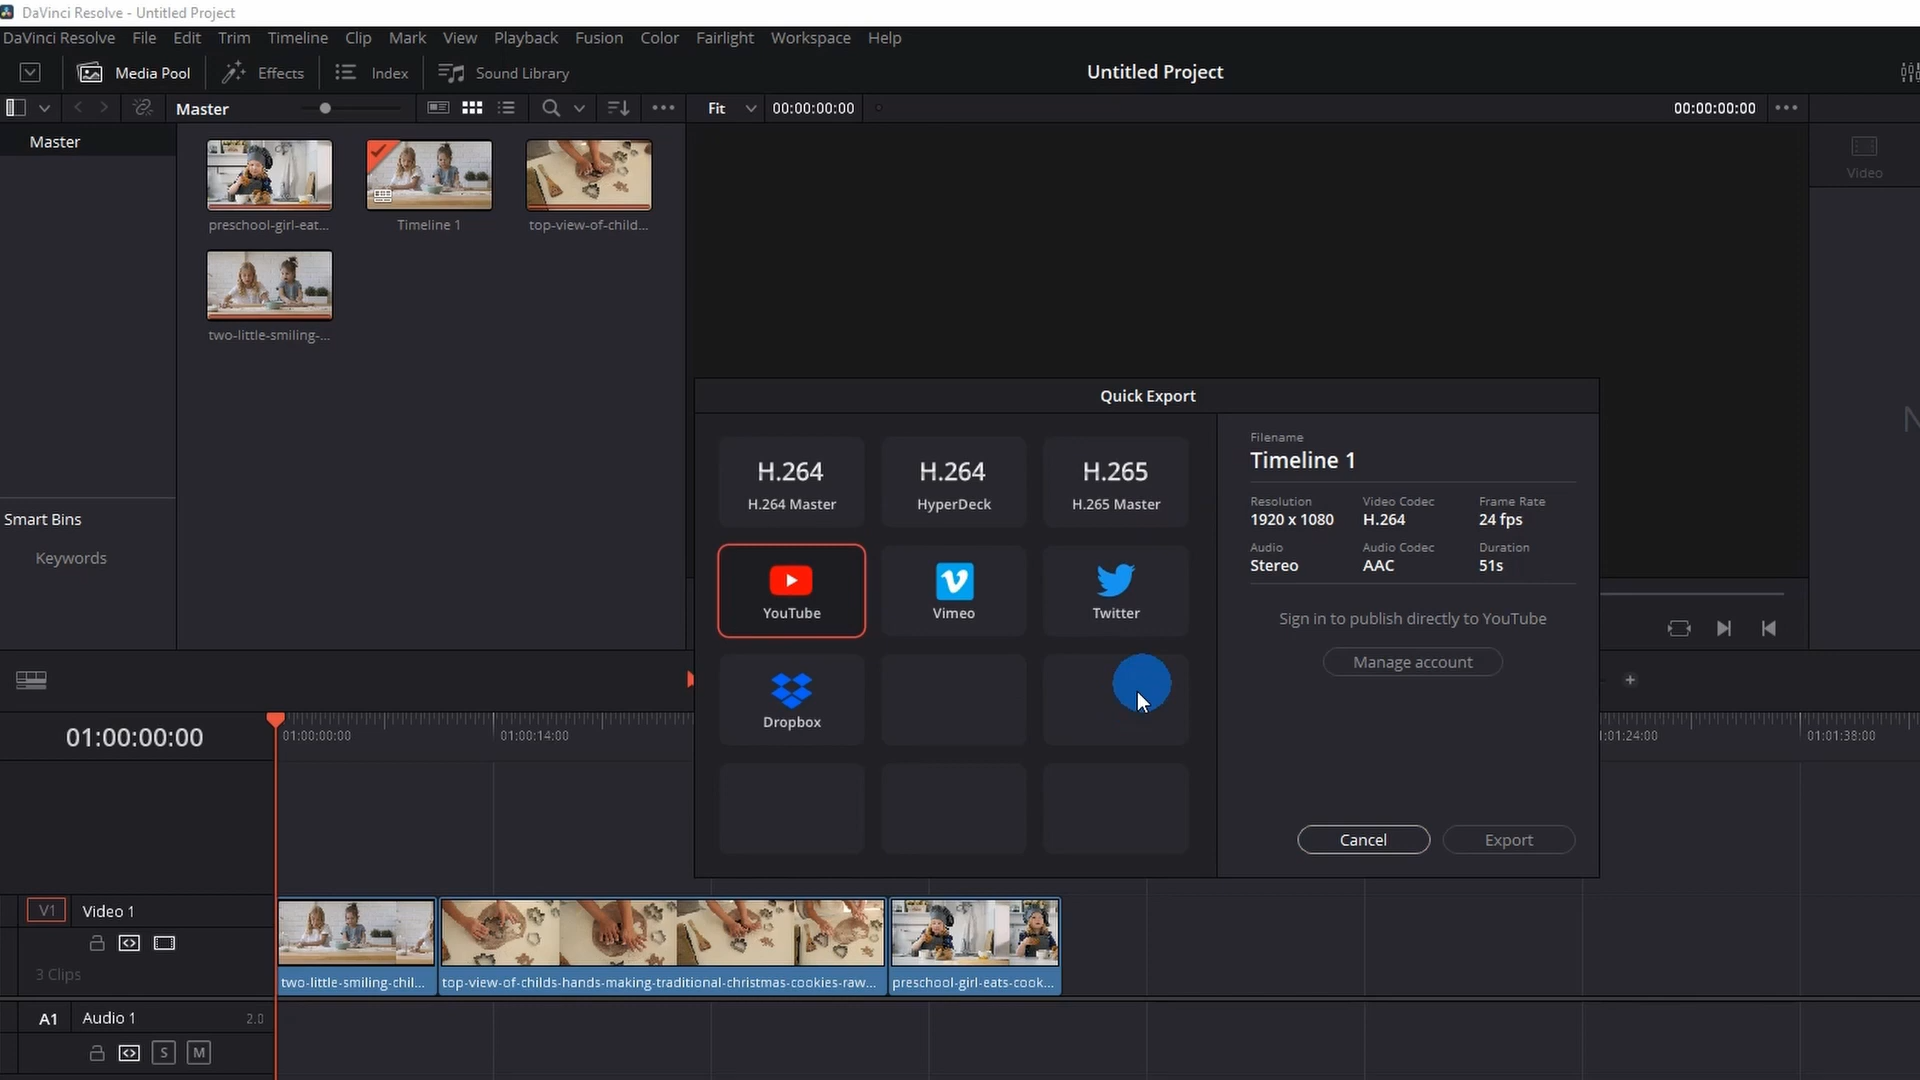 DaVinci Resolve - Untitled Project
DaVinci Resolve File Edit Trim Timeline Clip Mark View Playback Fusion Color Fairlight Workspace Help
Media Pool Effects Index Sound Library Untitled Project
Master Fit 00:00:00:00 00:00:00:00
Master
Video
preschool-girl-eat... Timeline 1 top-view-of-child...
two-little-smiling-...
Quick Export
H.264 H.264 H.265
H.264 Master HyperDeck H.265 Master
YouTube Vimeo Twitter
Dropbox
Filename
Timeline 1
Resolution Video Codec Frame Rate
1920 x 1080 H.264 24 fps
Audio Audio Codec Duration
Stereo AAC 51s
Sign in to publish directly to YouTube
Manage account
Cancel Export
Smart Bins
Keywords
01:00:00:00
01:00:00:00 01:00:14:00 :01:24:00 01:01:38:00
V1 Video 1
3 Clips
two-little-smiling-chil... top-view-of-childs-hands-making-traditional-christmas-cookies-raw... preschool-girl-eats-cook...
A1 Audio 1 2.0
S M